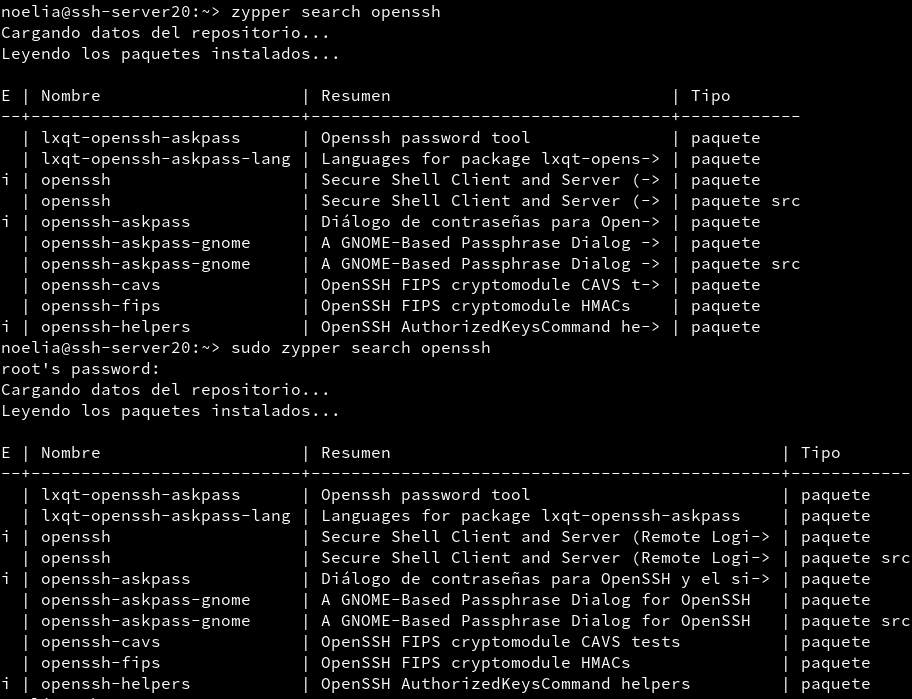 noelia@ssh-server20:~> zypper search openssh
Cargando datos del repositorio...
Leyendo los paquetes instalados...

E | Nombre                    | Resumen                            | Tipo
--+---------------------------+------------------------------------+------------
  | lxqt-openssh-askpass      | Openssh password tool              | paquete
  | lxqt-openssh-askpass-lang | Languages for package lxqt-opens-> | paquete
i | openssh                   | Secure Shell Client and Server (-> | paquete
  | openssh                   | Secure Shell Client and Server (-> | paquete src
i | openssh-askpass           | Diálogo de contraseñas para Open-> | paquete
  | openssh-askpass-gnome     | A GNOME-Based Passphrase Dialog -> | paquete
  | openssh-askpass-gnome     | A GNOME-Based Passphrase Dialog -> | paquete src
  | openssh-cavs              | OpenSSH FIPS cryptomodule CAVS t-> | paquete
  | openssh-fips              | OpenSSH FIPS cryptomodule HMACs    | paquete
i | openssh-helpers           | OpenSSH AuthorizedKeysCommand he-> | paquete
noelia@ssh-server20:~> sudo zypper search openssh
root's password:
Cargando datos del repositorio...
Leyendo los paquetes instalados...

E | Nombre                    | Resumen                                       | Tipo
--+---------------------------+-----------------------------------------------+-----------
  | lxqt-openssh-askpass      | Openssh password tool                         | paquete
  | lxqt-openssh-askpass-lang | Languages for package lxqt-openssh-askpass    | paquete
i | openssh                   | Secure Shell Client and Server (Remote Logi-> | paquete
  | openssh                   | Secure Shell Client and Server (Remote Logi-> | paquete src
i | openssh-askpass           | Diálogo de contraseñas para OpenSSH y el si-> | paquete
  | openssh-askpass-gnome     | A GNOME-Based Passphrase Dialog for OpenSSH   | paquete
  | openssh-askpass-gnome     | A GNOME-Based Passphrase Dialog for OpenSSH   | paquete src
  | openssh-cavs              | OpenSSH FIPS cryptomodule CAVS tests          | paquete
  | openssh-fips              | OpenSSH FIPS cryptomodule HMACs               | paquete
i | openssh-helpers           | OpenSSH AuthorizedKeysCommand helpers         | paquete